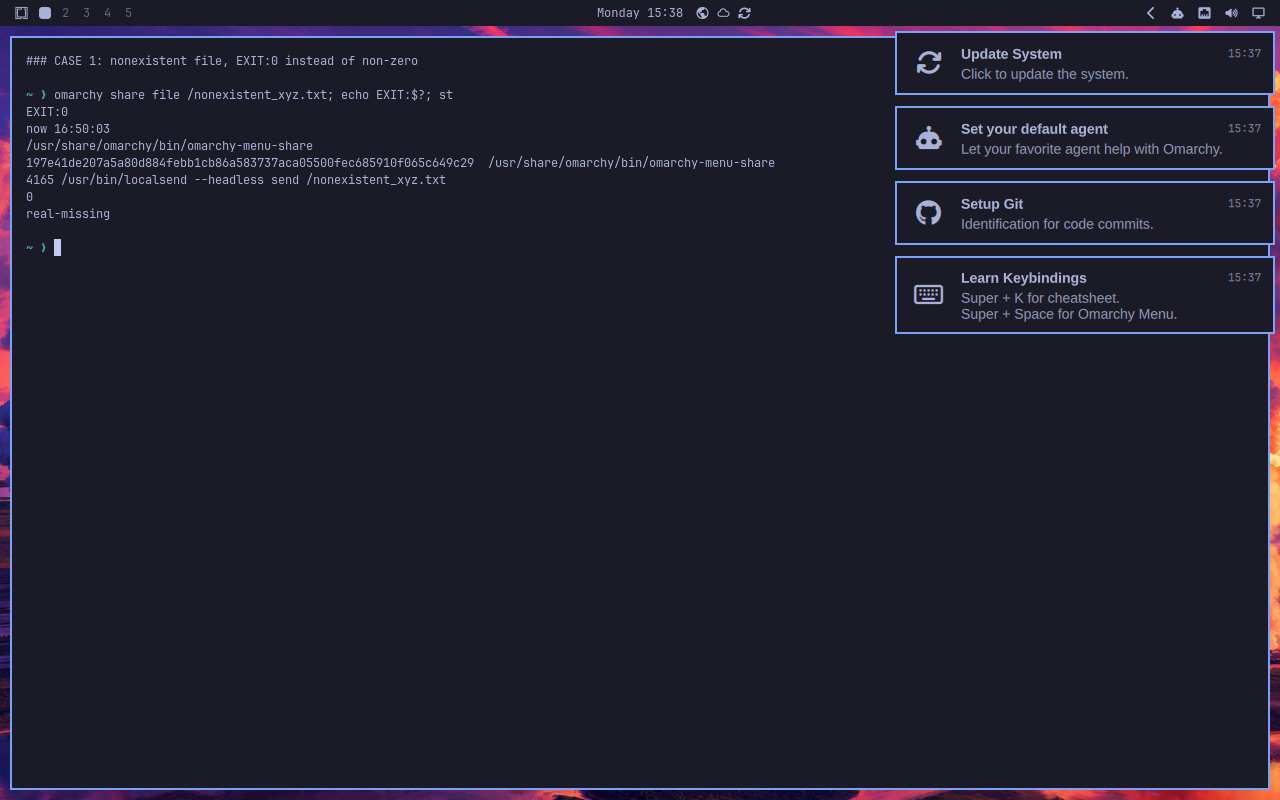 2 3 4 5
Monday 15:38
### CASE 1: nonexistent file, EXIT:0 instead of non-zero
~ ❯ omarchy share file /nonexistent_xyz.txt; echo EXIT:$?; st
EXIT:0
now 16:50:03
/usr/share/omarchy/bin/omarchy-menu-share
197e41de207a5a80d884febb1cb86a583737aca05500fec685910f065c649c29  /usr/share/omarchy/bin/omarchy-menu-share
4165 /usr/bin/localsend --headless send /nonexistent_xyz.txt
0
real-missing
~ ❯
Update System 15:37
Click to update the system.
Set your default agent 15:37
Let your favorite agent help with Omarchy.
Setup Git 15:37
Identification for code commits.
Learn Keybindings 15:37
Super + K for cheatsheet.
Super + Space for Omarchy Menu.